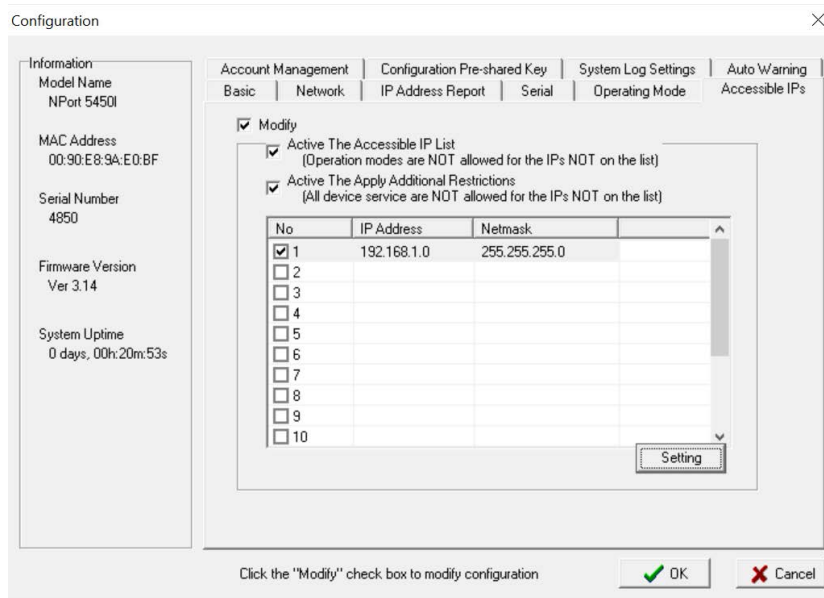 Configuration
Information
Model Name
NPort 5450I
MAC Address
00:90:E8:9A:E0:BF
Serial Number
4850
Firmware Version
Ver 3.14
System Uptime
0 days, 00h:20m:53s
Account Management Configuration Pre-shared Key System Log Settings Auto Warning
Basic Network IP Address Report Serial Operating Mode Accessible IPs
Modify
Active The Accessible IP List
(Operation modes are NOT allowed for the IPs NOT on the list)
Active The Apply Additional Restrictions
(All device service are NOT allowed for the IPs NOT on the list)
No IP Address Netmask
1 192.168.1.0 255.255.255.0
2
3
4
5
6
7
8
9
10
Setting
Click the "Modify" check box to modify configuration
OK Cancel